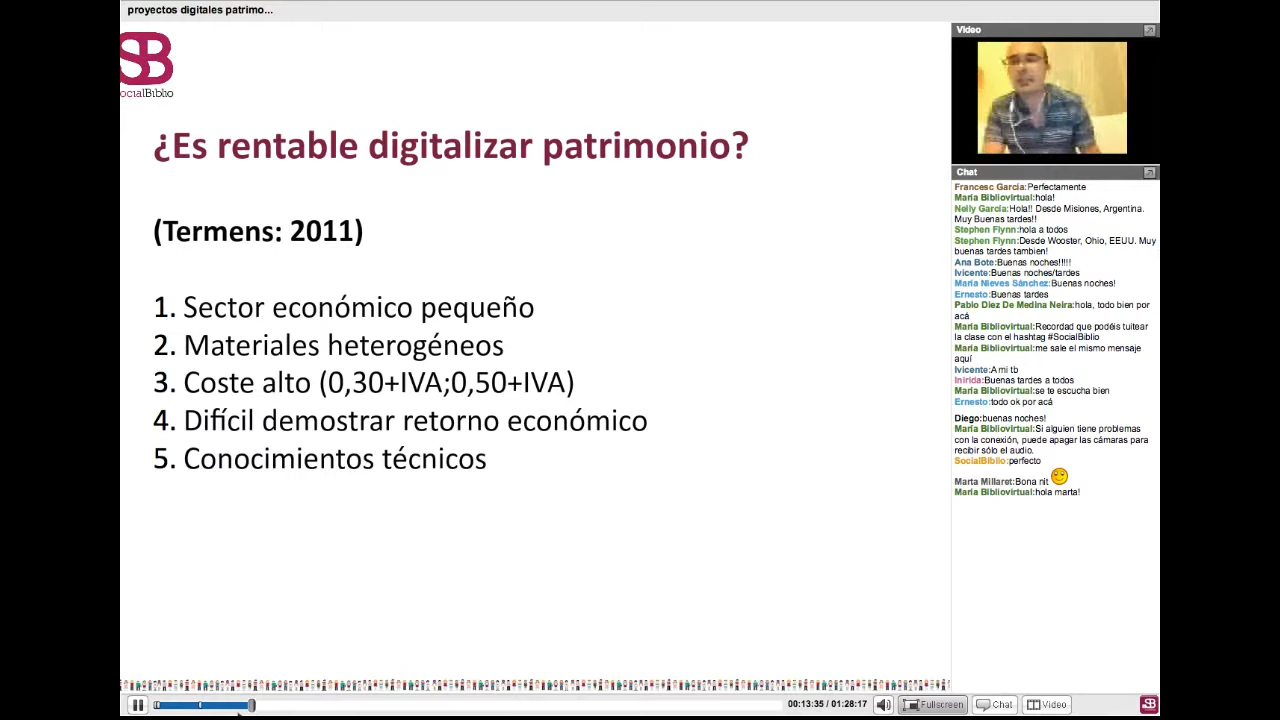 proyectos digitales patrimo...
SB
ocialBiblio
¿Es rentable digitalizar patrimonio?
(Termens: 2011)
1. Sector económico pequeño
2. Materiales heterogéneos
3. Coste alto (0,30+IVA;0,50+IVA)
4. Difícil demostrar retorno económico
5. Conocimientos técnicos
Video
Chat
Francesc García:Perfectamente
María Bibliovirtual:hola!
Nelly García:Hola!! Desde Misiones, Argentina.
Muy Buenas tardes!!
Stephen Flynn:hola a todos
Stephen Flynn:Desde Wooster, Ohio, EEUU. Muy
buenas tardes tambien!
Ana Bote:Buenas noches!!!!!
lvicente:Buenas noches/tardes
María Nieves Sánchez:Buenas noches!
Ernesto:Buenas tardes
Pablo Diez De Medina Neira:hola, todo bien por
acá
María Bibliovirtual:Recordad que podéis tuitear
la clase con el hashtag #SocialBiblio
María Bibliovirtual:me sale el mismo mensaje
aquí
lvicente:A mi tb
Inirida:Buenas tardes a todos
María Bibliovirtual:se te escucha bien
Ernesto:todo ok por acá
Diego:buenas noches!
María Bibliovirtual:Si alguien tiene problemas
con la conexión, puede apagar las cámaras para
recibir sólo el audio.
SocialBiblio:perfecto
Marta Millaret:Bona nit
María Bibliovirtual:hola marta!
00:13:35 / 01:28:17
Fullscreen
Chat
Video
SB